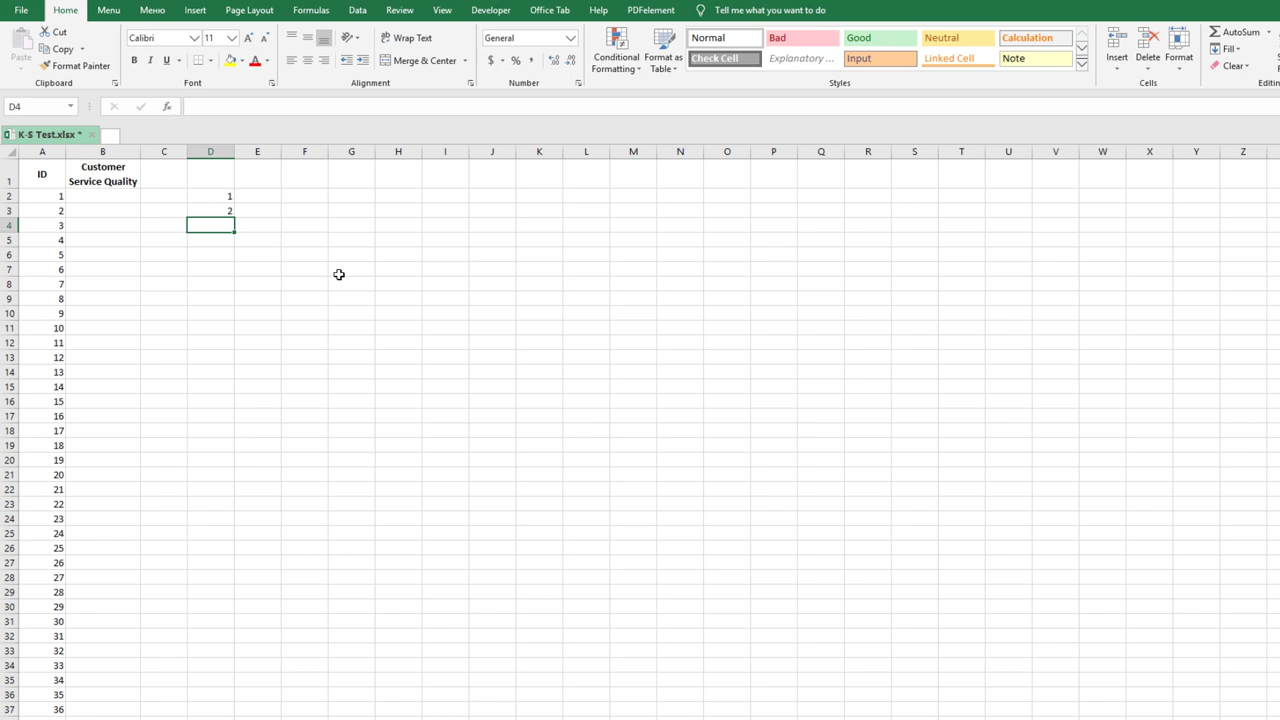 File Home Menu Меню Insert Page Layout Formulas Data Review View Developer Office Tab Help PDFelement Tell me what you want to do
Paste
Cut
Copy
Format Painter
Clipboard
Calibri 11 A A
B I U A
Font
Wrap Text
Merge & Center
Alignment
General
$ % , .0 .00
Number
Conditional Formatting
Format as Table
Normal Bad Good Neutral Calculation
Check Cell Explanatory ... Input Linked Cell Note
Styles
Insert Delete Format
Cells
AutoSum
Fill
Clear
D4 fx
K-S Test.xlsx *
A B C D E F G H I J K L M N O P Q R S T U V W X Y Z
1 ID Customer Service Quality
2 1 1
3 2 2
4 3
5 4
6 5
7 6
8 7
9 8
10 9
11 10
12 11
13 12
14 13
15 14
16 15
17 16
18 17
19 18
20 19
21 20
22 21
23 22
24 23
25 24
26 25
27 26
28 27
29 28
30 29
31 30
32 31
33 32
34 33
35 34
36 35
37 36